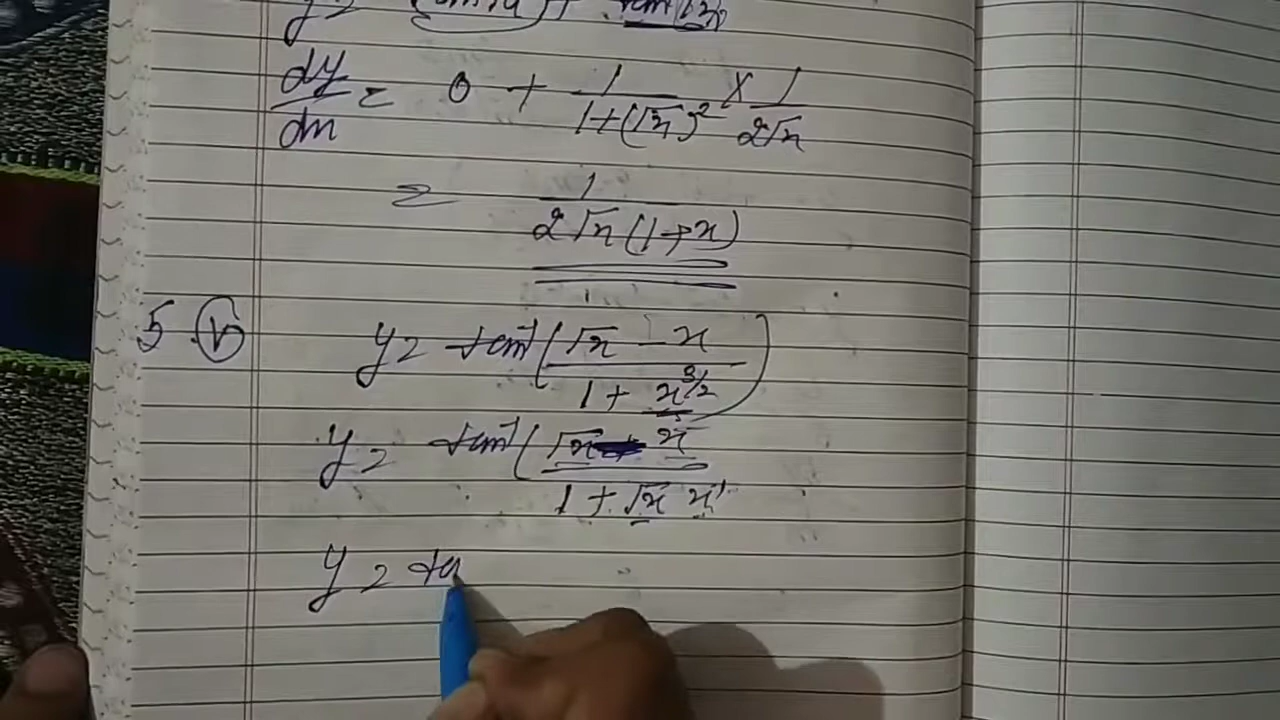 dy/dx = 0 + 1/(1+(√x)²) × 1/(2√x)
= 1/(2√x(1+x))
5. (v) y = tan⁻¹((√x − x)/(1 + x^(3/2)))
y = tan⁻¹((√x − x)/(1 + √x x¹))
y = ta